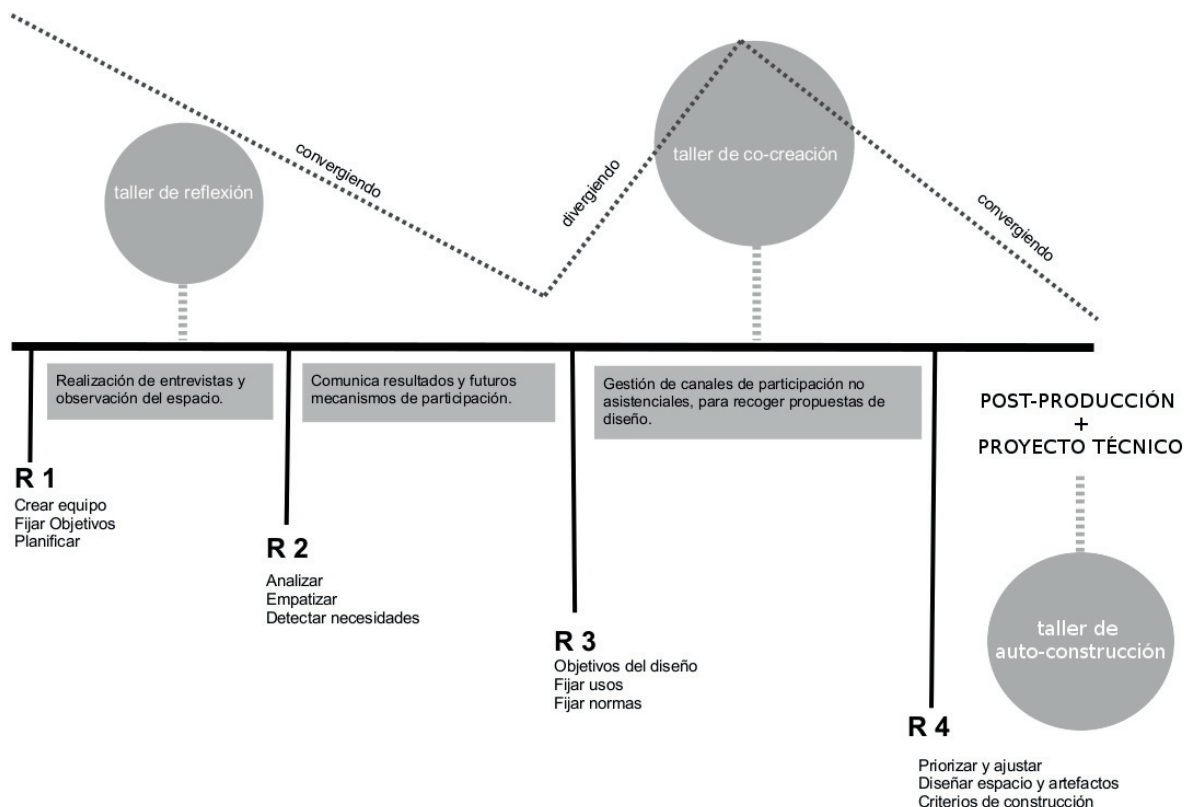 taller de reflexión
convergiendo
divergiendo
taller de co-creación
convergiendo
Realización de entrevistas y
observación del espacio.
Comunica resultados y futuros
mecanismos de participación.
Gestión de canales de participación no
asistenciales, para recoger propuestas de
diseño.
POST-PRODUCCIÓN
+
PROYECTO TÉCNICO
R 1
Crear equipo
Fijar Objetivos
Planificar
R 2
Analizar
Empatizar
Detectar necesidades
R 3
Objetivos del diseño
Fijar usos
Fijar normas
taller de
auto-construcción
R 4
Priorizar y ajustar
Diseñar espacio y artefactos
Criterios de construcción